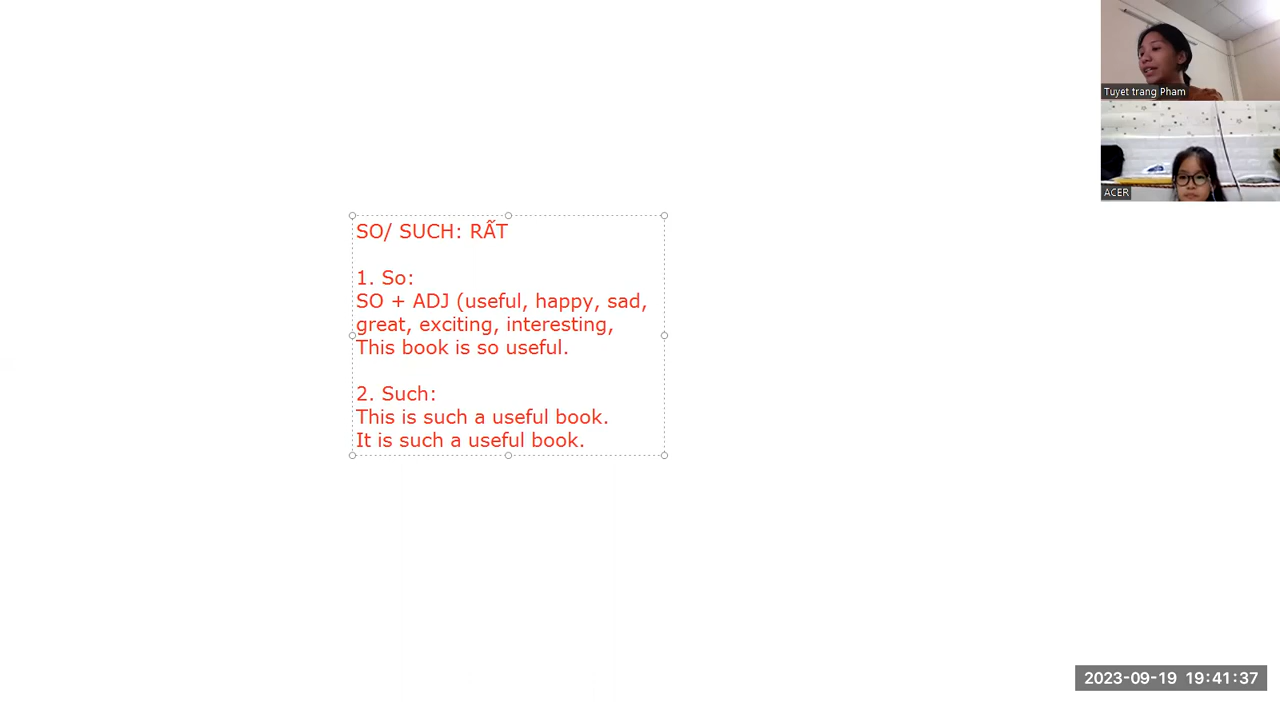 Tuyet trang Pham
ACER
SO/ SUCH: RẤT
1. So:
SO + ADJ (useful, happy, sad,
great, exciting, interesting,
This book is so useful.
2. Such:
This is such a useful book.
It is such a useful book.
2023-09-19 19:41:37